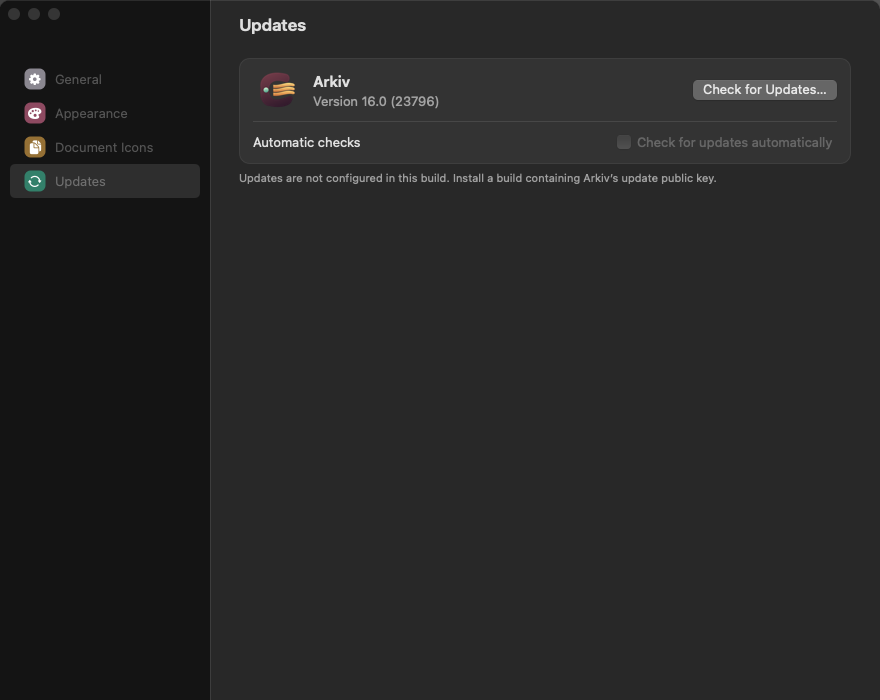 Updates
General
Appearance
Document Icons
Updates
Arkiv
Version 16.0 (23796)
Check for Updates...
Automatic checks
Check for updates automatically
Updates are not configured in this build. Install a build containing Arkiv's update public key.